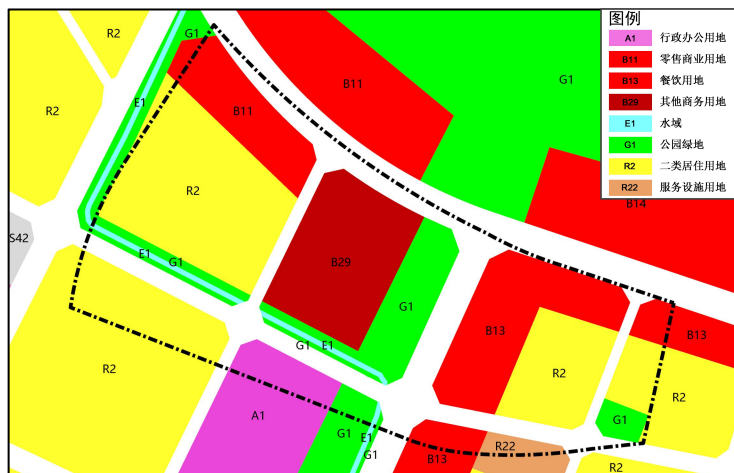 图例
A1 行政办公用地
B11 零售商业用地
B13 餐饮用地
B29 其他商务用地
E1 水域
G1 公园绿地
R2 二类居住用地
R22 服务设施用地
R2
G1
R2
E1
B11
B11
G1
R2
B14
S42
E1
G1
B29
G1
G1
E1
B13
B13
R2
R2
R2
A1
G1
G1
E1
G1
B13
R22
R2